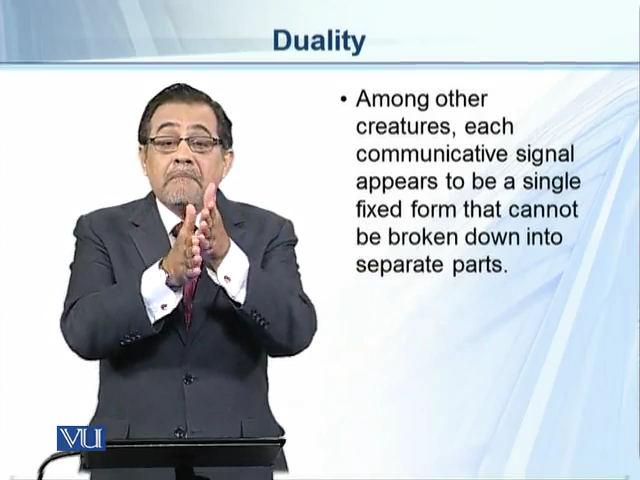 Duality
• Among other
creatures, each
communicative signal
appears to be a single
fixed form that cannot
be broken down into
separate parts.
VU